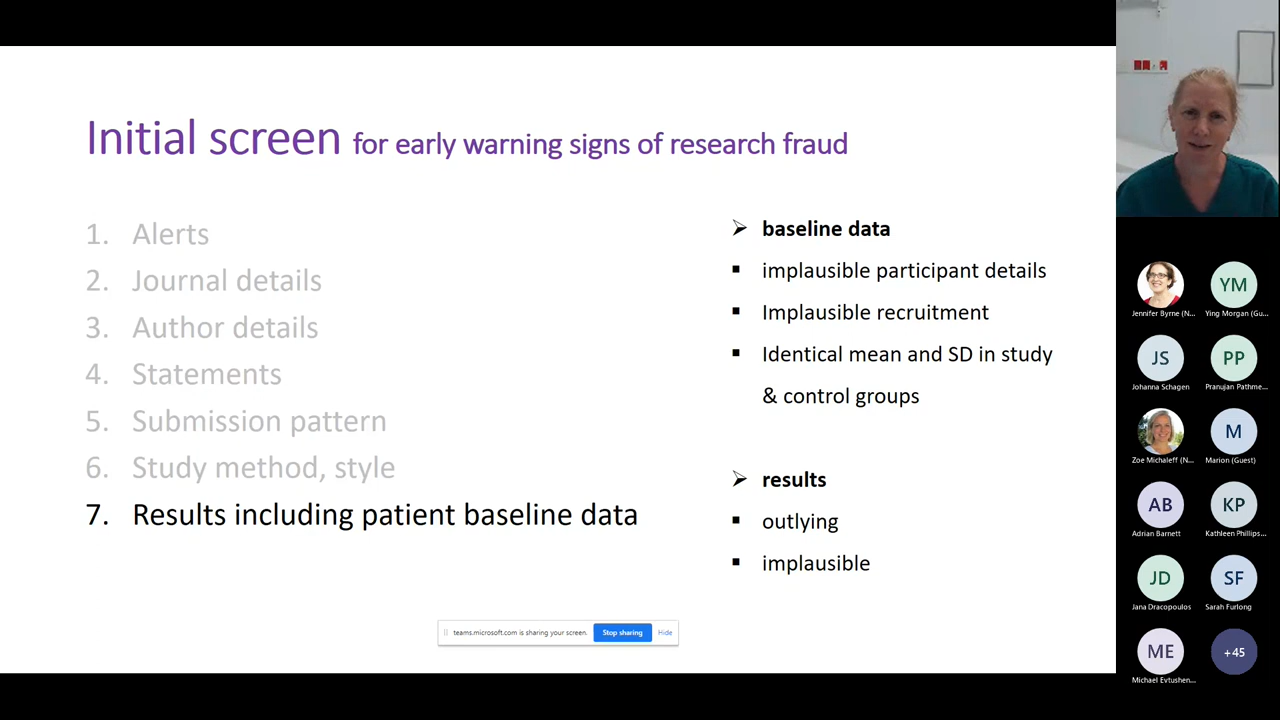 Initial screen for early warning signs of research fraud
1. Alerts
2. Journal details
3. Author details
4. Statements
5. Submission pattern
6. Study method, style
7. Results including patient baseline data
➢ baseline data
▪ implausible participant details
▪ Implausible recruitment
▪ Identical mean and SD in study
& control groups
➢ results
▪ outlying
▪ implausible
teams.microsoft.com is sharing your screen. Stop sharing Hide
Jennifer Byrne (N...
YM
Ying Morgan (Gu...
JS
Johanna Schagen
PP
Pranujan Pathme...
Zoe Michaleff (N...
M
Marion (Guest)
AB
Adrian Barnett
KP
Kathleen Phillips...
JD
Jana Dracopoulos
SF
Sarah Furlong
ME
Michael Evtushen...
+45